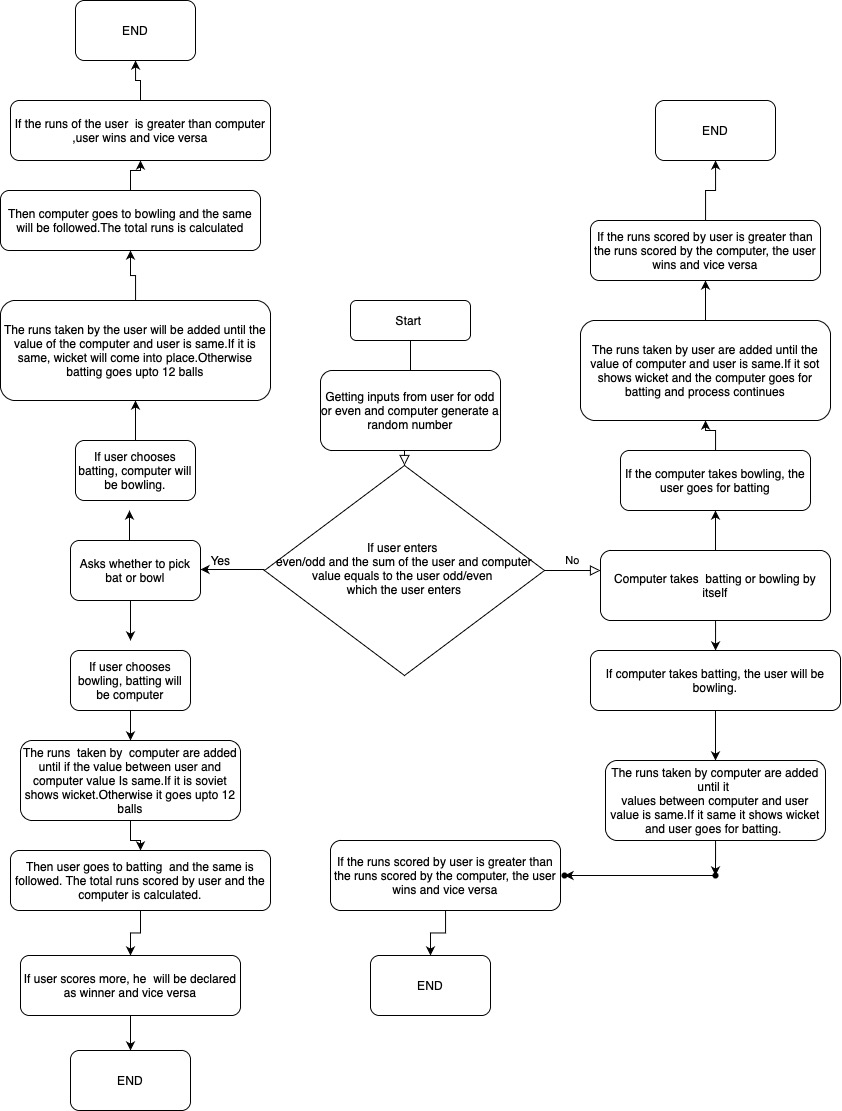 END
If the runs of the user  is greater than computer
,user wins and vice versa
Then computer goes to bowling and the same
will be followed.The total runs is calculated
The runs taken by the user will be added until the
value of the computer and user is same.If it is
same, wicket will come into place.Otherwise
batting goes upto 12 balls
If user chooses
batting, computer will
be bowling.
Asks whether to pick
bat or bowl
If user chooses
bowling, batting will
be computer
The runs  taken by  computer are added
until if the value between user and
computer value Is same.If it is soviet
shows wicket.Otherwise it goes upto 12
balls
Then user goes to batting  and the same is
followed. The total runs scored by user and the
computer is calculated.
If user scores more, he  will be declared
as winner and vice versa
END
Start
Getting inputs from user for odd
or even and computer generate a
random number
If user enters
even/odd and the sum of the user and computer
value equals to the user odd/even
which the user enters
Yes
No
END
If the runs scored by user is greater than
the runs scored by the computer, the user
wins and vice versa
The runs taken by user are added until the
value of computer and user is same.If it sot
shows wicket and the computer goes for
batting and process continues
If the computer takes bowling, the
user goes for batting
Computer takes  batting or bowling by
itself
If computer takes batting, the user will be
bowling.
The runs taken by computer are added
until it
values between computer and user
value is same.If it same it shows wicket
and user goes for batting.
If the runs scored by user is greater than
the runs scored by the computer, the user
wins and vice versa
END